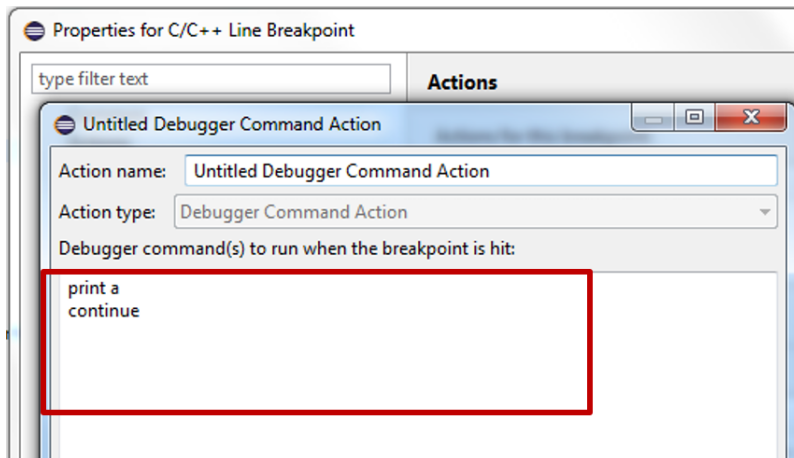 Properties for C/C++ Line Breakpoint
type filter text
Actions
Untitled Debugger Command Action
Action name: Untitled Debugger Command Action
Action type: Debugger Command Action
Debugger command(s) to run when the breakpoint is hit:
print a
continue